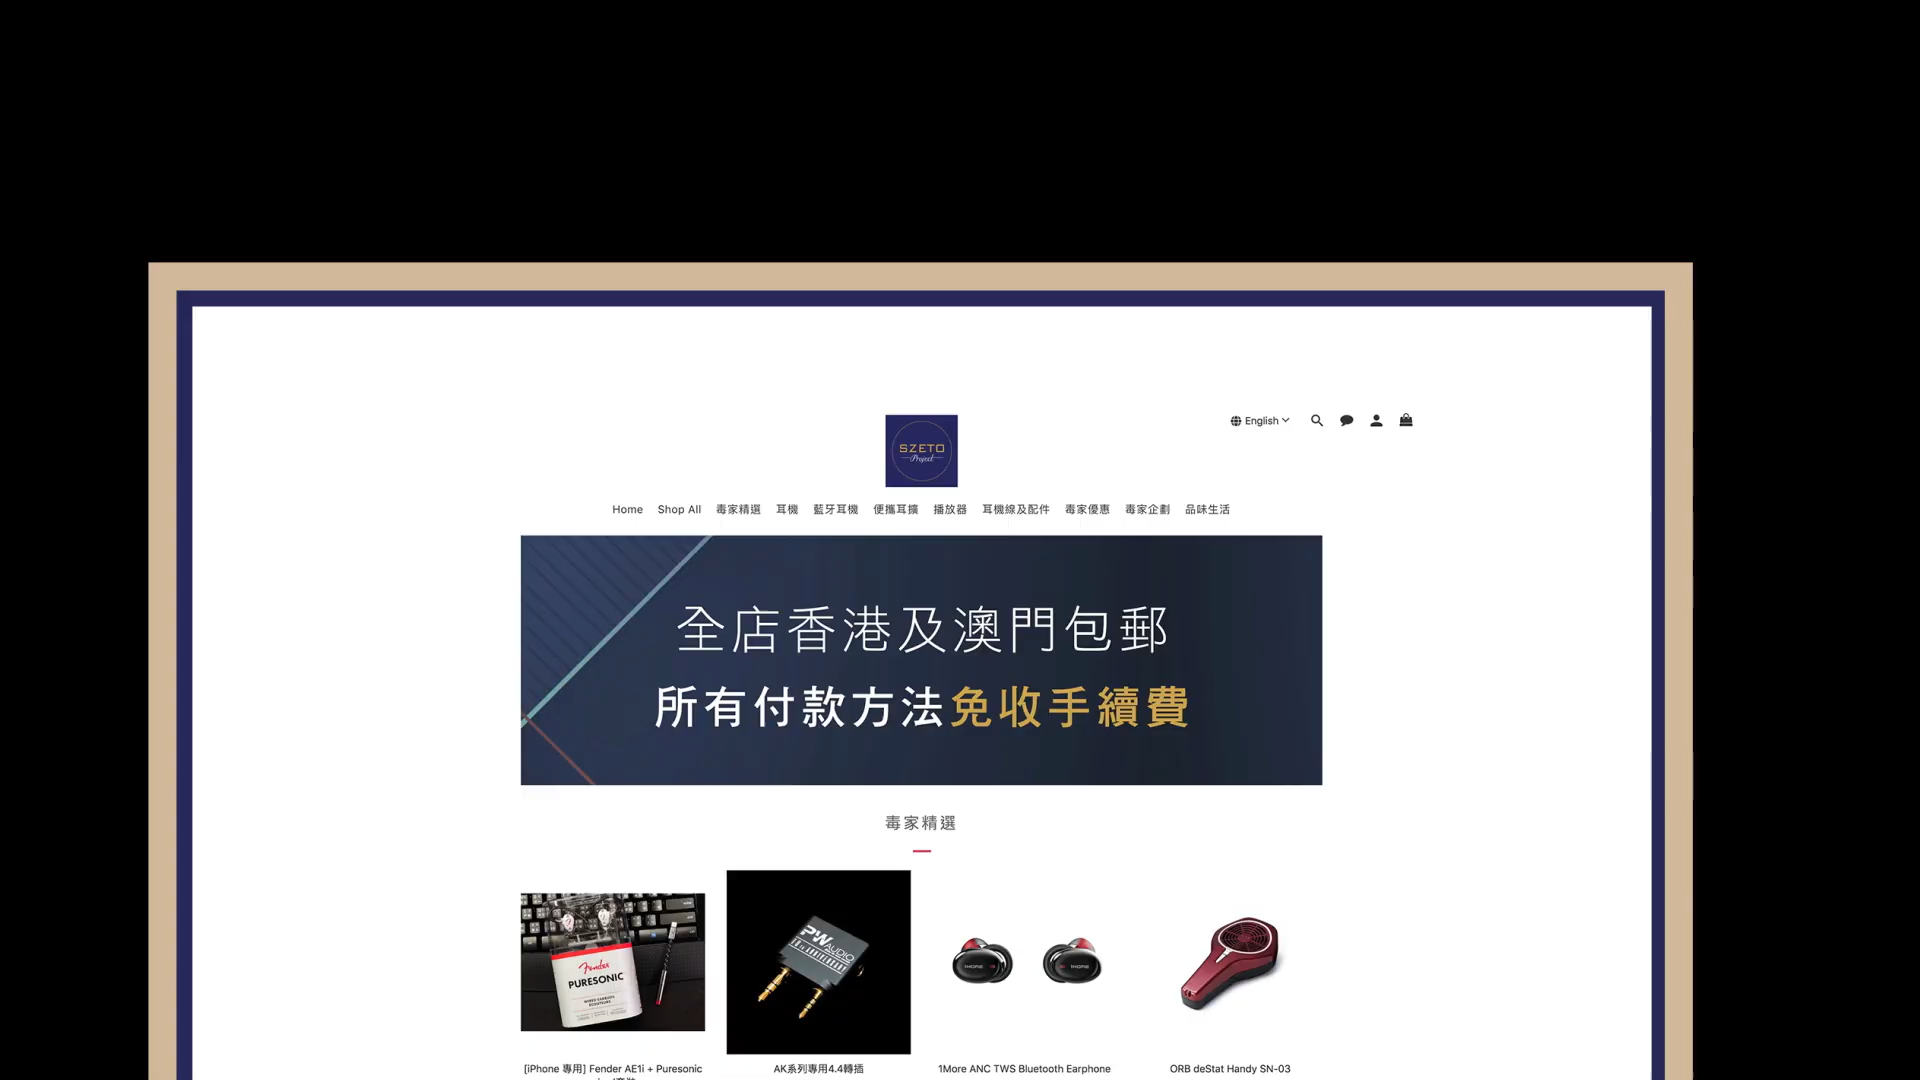 English
SZETO
Project
Home Shop All 毒家精選 耳機 藍牙耳機 便攜耳擴 播放器 耳機線及配件 毒家優惠 毒家企劃 品味生活
全店香港及澳門包郵
所有付款方法免收手續費
毒家精選
Fender
PURESONIC
PW AUDIO
ANNIVERSARY
1MORE 1MORE
[iPhone 專用] Fender AE1i + Puresonic
AK系列專用4.4轉插
1More ANC TWS Bluetooth Earphone
ORB deStat Handy SN-03